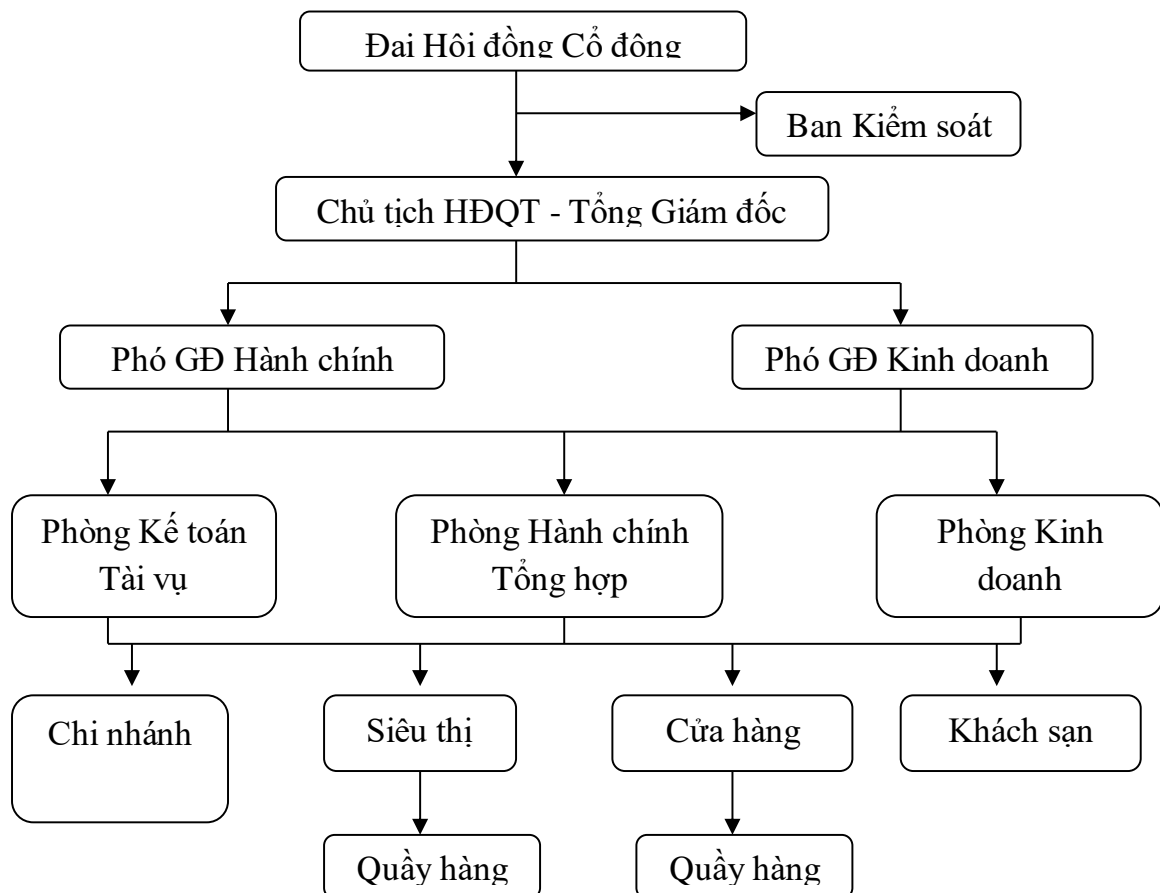 Đai Hôi đồng Cổ đông
Ban Kiểm soát
Chủ tịch HĐQT - Tổng Giám đốc
Phó GĐ Hành chính
Phó GĐ Kinh doanh
Phòng Kế toán
Tài vụ
Phòng Hành chính
Tổng hợp
Phòng Kinh
doanh
Chi nhánh
Siêu thị
Cửa hàng
Khách sạn
Quầy hàng
Quầy hàng